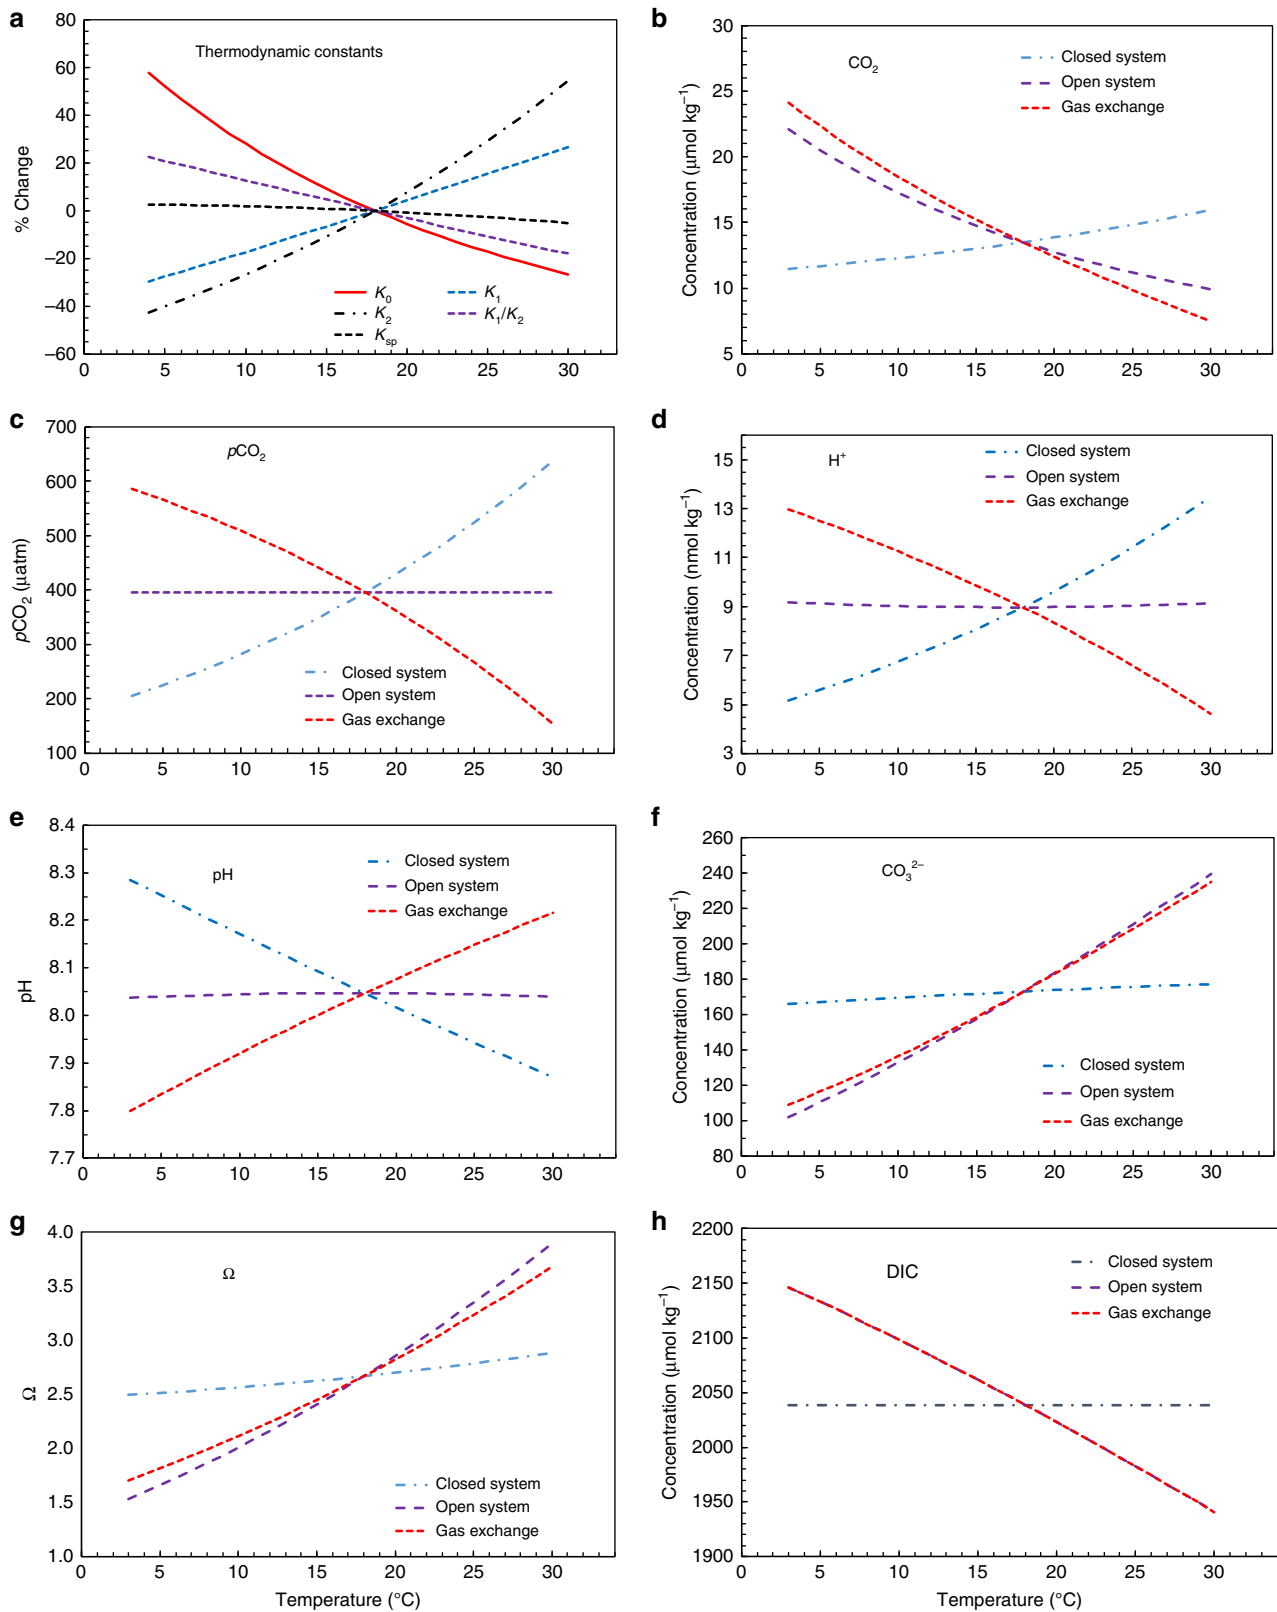 a
Thermodynamic constants
% Change
80
60
40
20
0
−20
−40
−60
K0
K1
K2
K1/K2
Ksp
0 5 10 15 20 25 30
b
CO2
Closed system
Open system
Gas exchange
Concentration (μmol kg−1)
30
25
20
15
10
5
0 5 10 15 20 25 30
c
pCO2
pCO2 (μatm)
700
600
500
400
300
200
100
Closed system
Open system
Gas exchange
0 5 10 15 20 25 30
d
H+
Closed system
Open system
Gas exchange
Concentration (nmol kg−1)
15
13
11
9
7
5
3
0 5 10 15 20 25 30
e
pH
Closed system
Open system
Gas exchange
pH
8.4
8.3
8.2
8.1
8.0
7.9
7.8
7.7
0 5 10 15 20 25 30
f
CO3 2−
Concentration (μmol kg−1)
260
240
220
200
180
160
140
120
100
80
Closed system
Open system
Gas exchange
0 5 10 15 20 25 30
g
Ω
Ω
4.0
3.5
3.0
2.5
2.0
1.5
1.0
Closed system
Open system
Gas exchange
0 5 10 15 20 25 30
Temperature (°C)
h
DIC
Closed system
Open system
Gas exchange
Concentration (μmol kg−1)
2200
2150
2100
2050
2000
1950
1900
0 5 10 15 20 25 30
Temperature (°C)